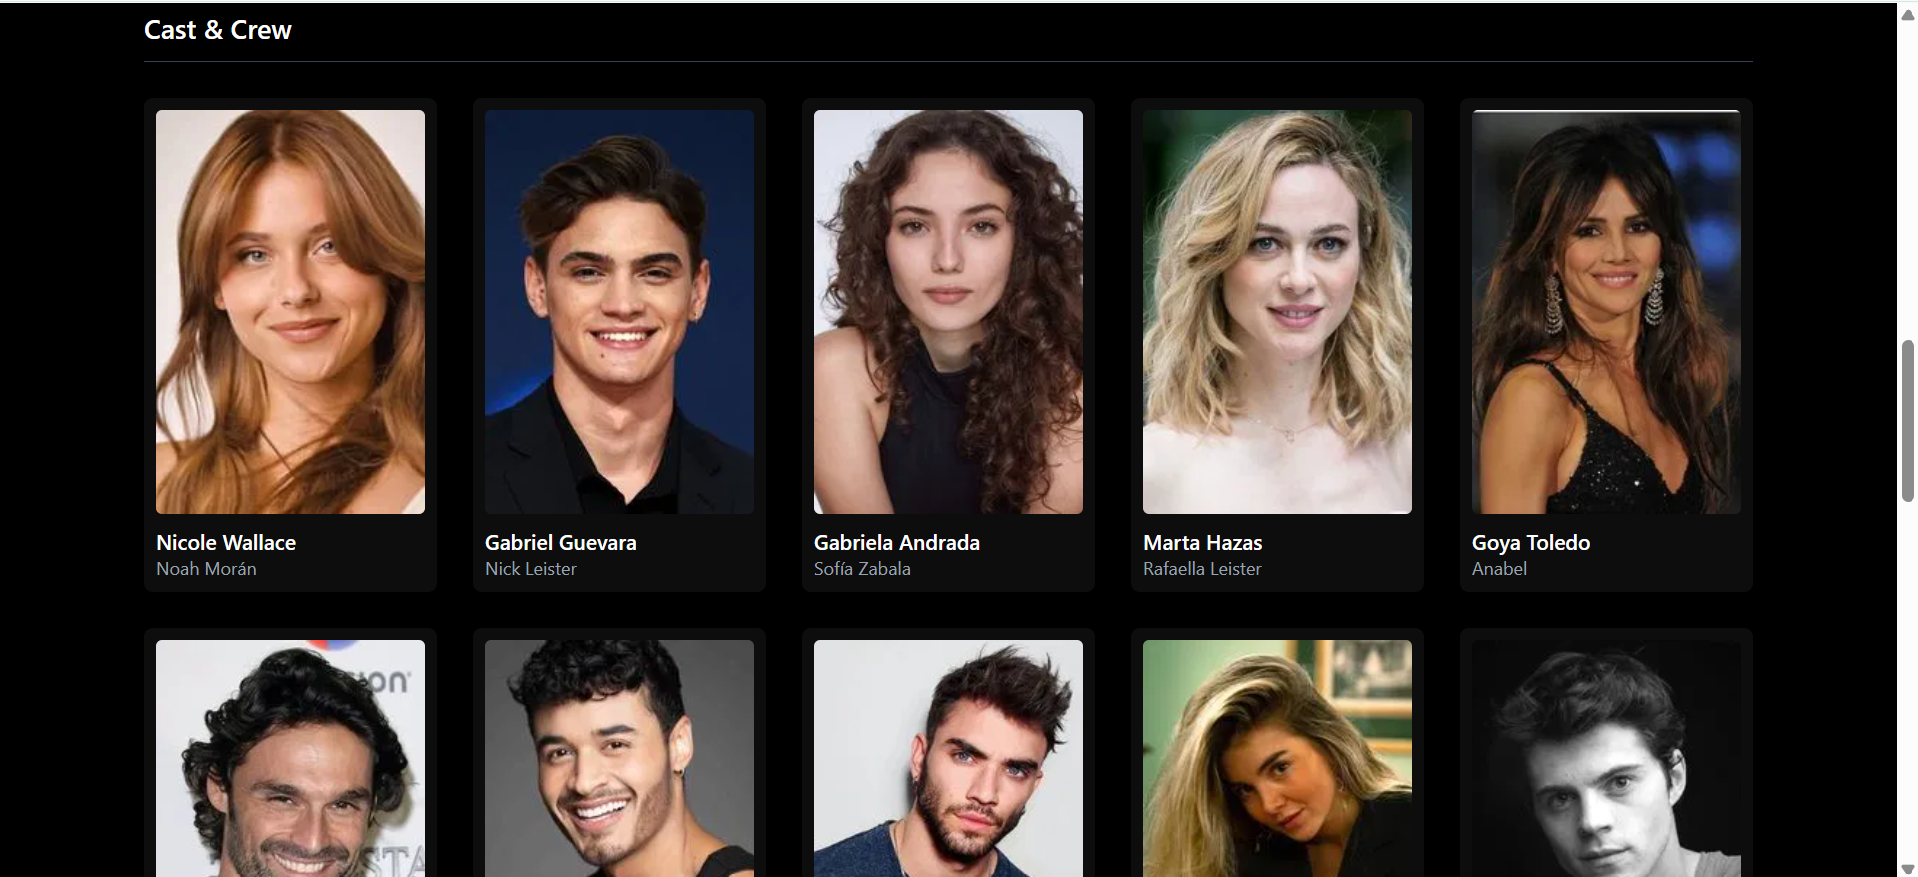 Cast & Crew
Nicole Wallace
Noah Morán
Gabriel Guevara
Nick Leister
Gabriela Andrada
Sofía Zabala
Marta Hazas
Rafaella Leister
Goya Toledo
Anabel